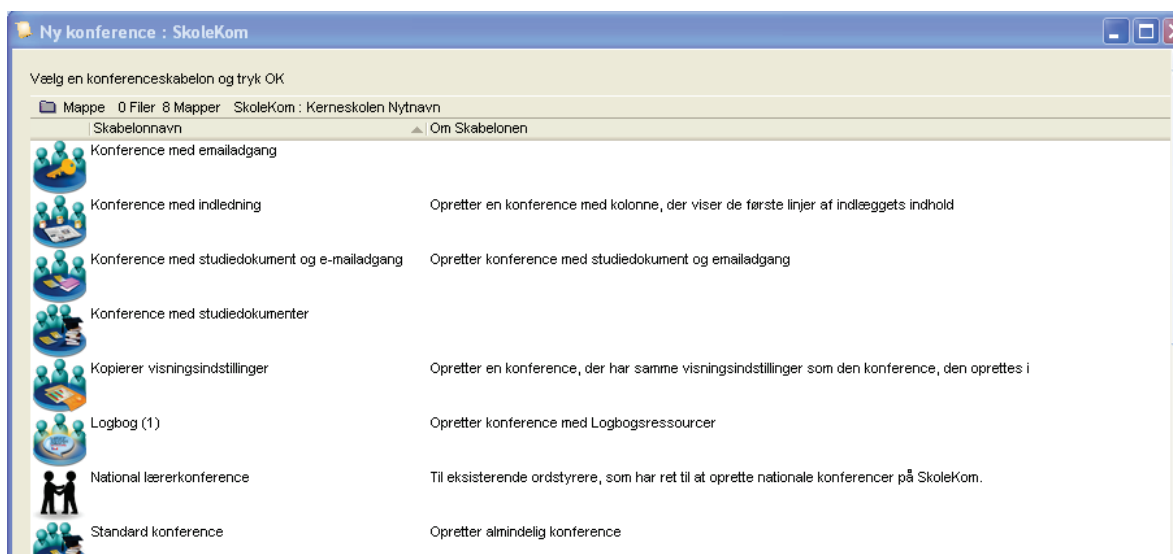 Ny konference : SkoleKom
Vælg en konferenceskabelon og tryk OK
Mappe 0 Filer 8 Mapper SkoleKom : Kerneskolen Nytnavn
Skabelonnavn Om Skabelonen
Konference med emailadgang
Konference med indledning Opretter en konference med kolonne, der viser de første linjer af indlæggets indhold
Konference med studiedokument og e-mailadgang Opretter konference med studiedokument og emailadgang
Konference med studiedokumenter
Kopierer visningsindstillinger Opretter en konference, der har samme visningsindstillinger som den konference, den oprettes i
Logbog (1) Opretter konference med Logbogsressourcer
National lærerkonference Til eksisterende ordstyrere, som har ret til at oprette nationale konferencer på SkoleKom.
Standard konference Opretter almindelig konference